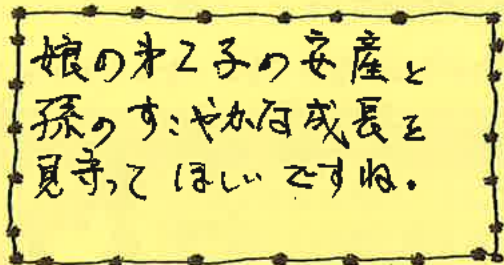 娘の第2子の安産と
孫のすこやかな成長を
見守ってほしいですね。